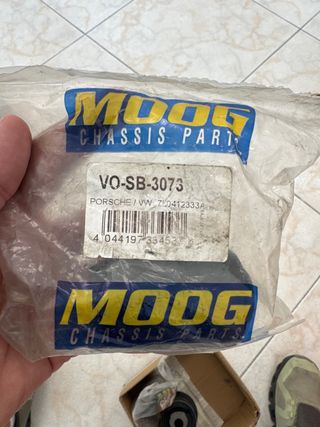 MOOG
CHASSIS PARTS
VO-SB-3073
PORSCHE / VW
MOOG
CHASSIS PARTS